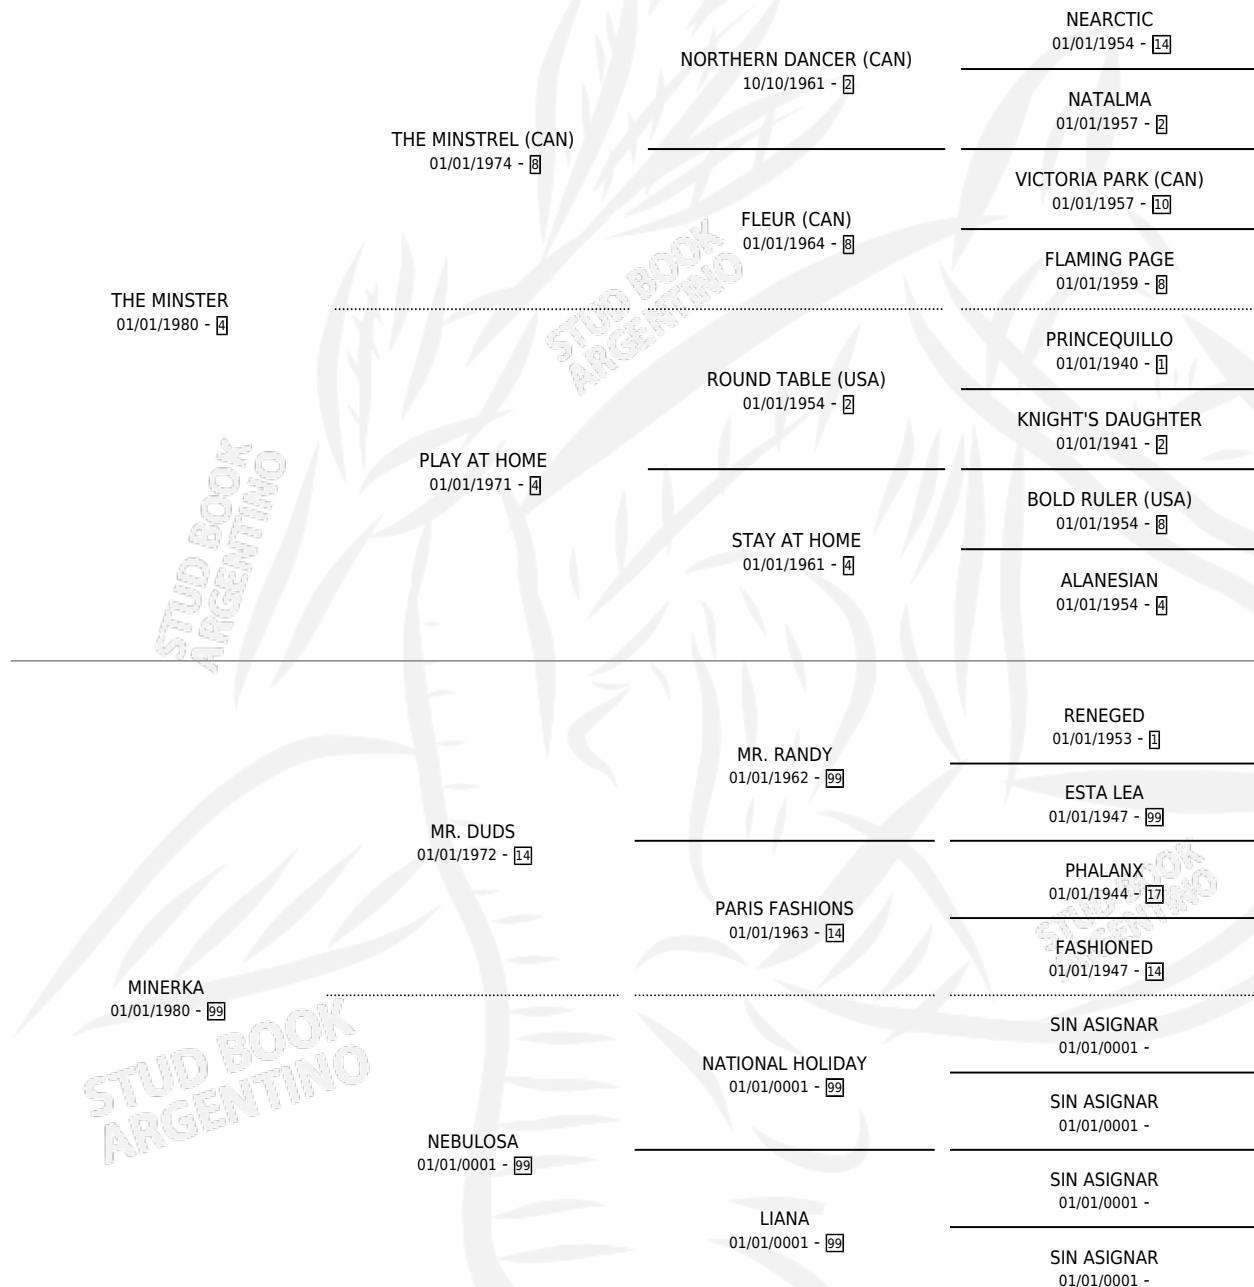 NEARCTIC
01/01/1954 - 14
NORTHERN DANCER (CAN)
10/10/1961 - 2
NATALMA
01/01/1957 - 2
THE MINSTREL (CAN)
01/01/1974 - 8
VICTORIA PARK (CAN)
01/01/1957 - 10
FLEUR (CAN)
01/01/1964 - 8
FLAMING PAGE
01/01/1959 - 8
THE MINSTER
01/01/1980 - 4
PRINCEQUILLO
01/01/1940 - 1
ROUND TABLE (USA)
01/01/1954 - 2
KNIGHT'S DAUGHTER
01/01/1941 - 2
PLAY AT HOME
01/01/1971 - 4
BOLD RULER (USA)
01/01/1954 - 8
STAY AT HOME
01/01/1961 - 4
ALANESIAN
01/01/1954 - 4
RENEGED
01/01/1953 - 1
MR. RANDY
01/01/1962 - 99
ESTA LEA
01/01/1947 - 99
MR. DUDS
01/01/1972 - 14
PHALANX
01/01/1944 - 17
PARIS FASHIONS
01/01/1963 - 14
FASHIONED
01/01/1947 - 14
MINERKA
01/01/1980 - 99
SIN ASIGNAR
01/01/0001 -
NATIONAL HOLIDAY
01/01/0001 - 99
SIN ASIGNAR
01/01/0001 -
NEBULOSA
01/01/0001 - 99
SIN ASIGNAR
01/01/0001 -
LIANA
01/01/0001 - 99
SIN ASIGNAR
01/01/0001 -
STUD BOOK
ARGENTINO
STUD BOOK
ARGENTINO
STUD BOOK
ARGENTINO
STUD BOOK
ARGENTINO